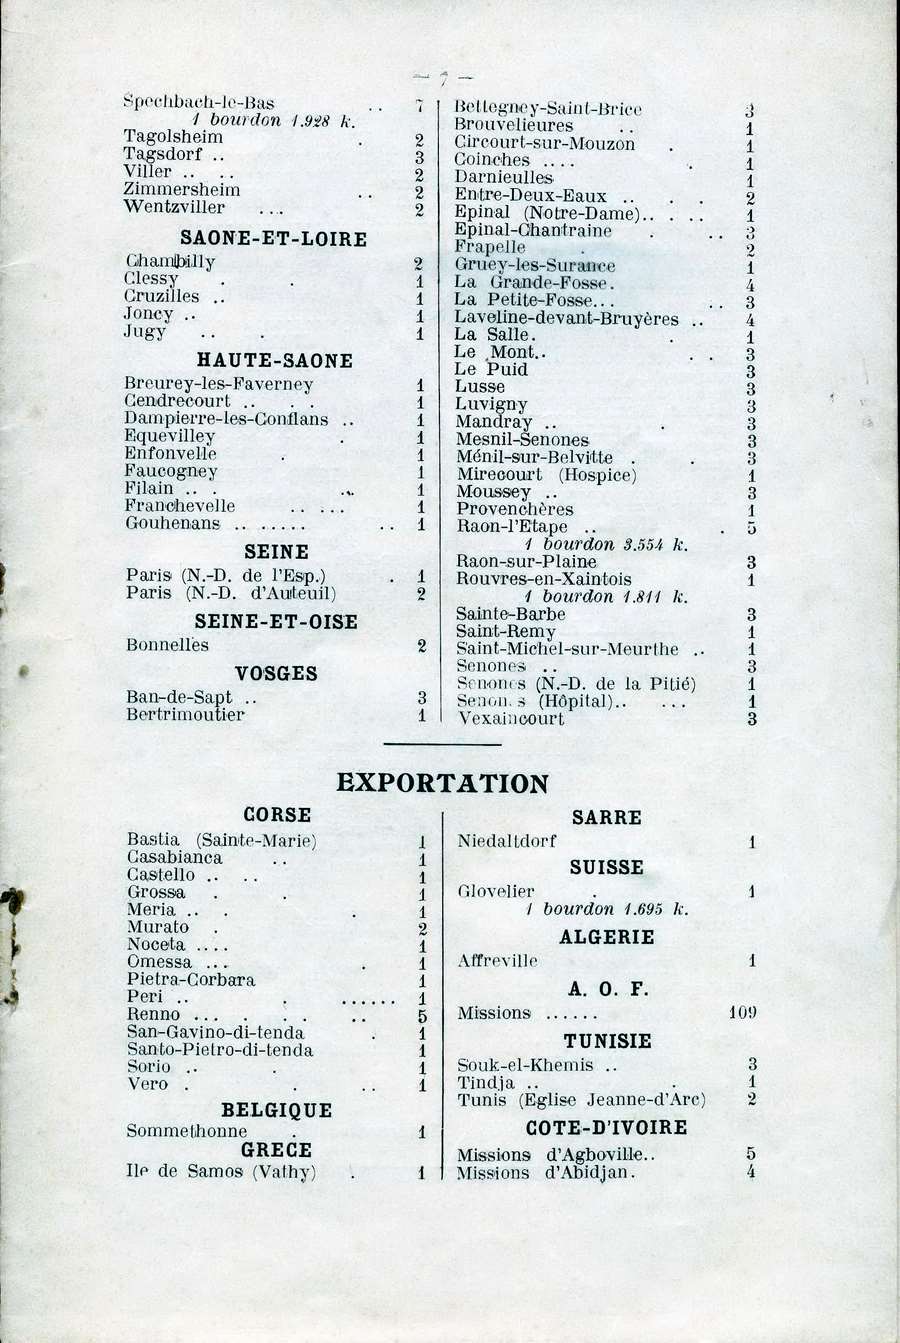 — 7 —
Spechbach-le-Bas .. 7
1 bourdon 1.928 k.
Tagolsheim . 2
Tagsdorf .. 3
Viller .. .. 2
Zimmersheim .. 2
Wentzviller ... 2
SAONE-ET-LOIRE
Chambilly 2
Clessy . . 1
Cruzilles .. 1
Joncy .. 1
Jugy .. . 1
HAUTE-SAONE
Breurey-les-Faverney 1
Cendrecourt .. . . 1
Dampierre-les-Conflans .. 1
Equevilley . 1
Enfonvelle . 1
Faucogney 1
Filain .. . .. 1
Franchevelle .. ... 1
Gouhenans .. ..... .. 1
SEINE
Paris (N.-D. de l'Esp.) . 1
Paris (N.-D. d'Auteuil) 2
SEINE-ET-OISE
Bonnelles 2
VOSGES
Ban-de-Sapt .. 3
Bertrimoutier 1
Bettegney-Saint-Brice 3
Brouvelieures .. 1
Circourt-sur-Mouzon . 1
Coinches .... . 1
Darnieulles 1
Entre-Deux-Eaux .. . . 2
Epinal (Notre-Dame).. . .. 1
Epinal-Chantraine . .. 3
Frapelle . 2
Gruey-les-Surance 1
La Grande-Fosse. 4
La Petite-Fosse... .. 3
Laveline-devant-Bruyères .. 4
La Salle. . 1
Le Mont.. . . 3
Le Puid 3
Lusse 3
Luvigny 3
Mandray .. . 3
Mesnil-Senones 3
Ménil-sur-Belvitte . . 3
Mirecourt (Hospice) 1
Moussey .. 3
Provenchères 1
Raon-l'Etape .. . 5
1 bourdon 3.554 k.
Raon-sur-Plaine 3
Rouvres-en-Xaintois 1
1 bourdon 1.811 k.
Sainte-Barbe 3
Saint-Remy 1
Saint-Michel-sur-Meurthe .. 1
Senones .. 3
Senones (N.-D. de la Pitié) 1
Senones (Hôpital).. ... 1
Vexaincourt 3
EXPORTATION
CORSE
Bastia (Sainte-Marie) 1
Casabianca .. 1
Castello .. .. 1
Grossa . . 1
Meria .. . . 1
Murato . 2
Noceta .... 1
Omessa ... . 1
Pietra-Corbara 1
Peri .. . ...... 1
Renno ... . . . .. 5
San-Gavino-di-tenda . 1
Santo-Pietro-di-tenda 1
Sorio .. . 1
Vero . . .. 1
BELGIQUE
Sommethonne . 1
GRECE
Ile de Samos (Vathy) . 1
SARRE
Niedaltdorf 1
SUISSE
Glovelier . 1
1 bourdon 1.695 k.
ALGERIE
Affreville 1
A. O. F.
Missions ...... 109
TUNISIE
Souk-el-Khemis .. 3
Tindja .. . 1
Tunis (Eglise Jeanne-d'Arc) 2
COTE-D'IVOIRE
Missions d'Agboville.. 5
Missions d'Abidjan. 4